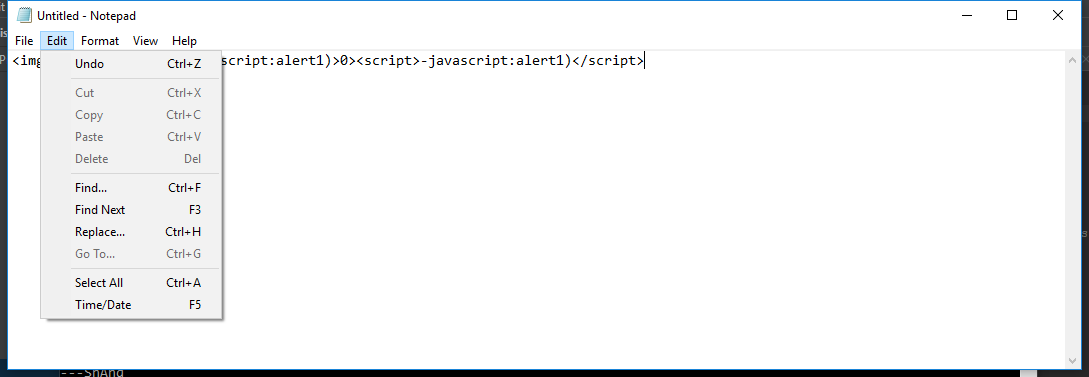 Untitled - Notepad
File Edit Format View Help
<img script:alert1)>0><script>-javascript:alert1)</script>
Undo Ctrl+Z
Cut Ctrl+X
Copy Ctrl+C
Paste Ctrl+V
Delete Del
Find... Ctrl+F
Find Next F3
Replace... Ctrl+H
Go To... Ctrl+G
Select All Ctrl+A
Time/Date F5